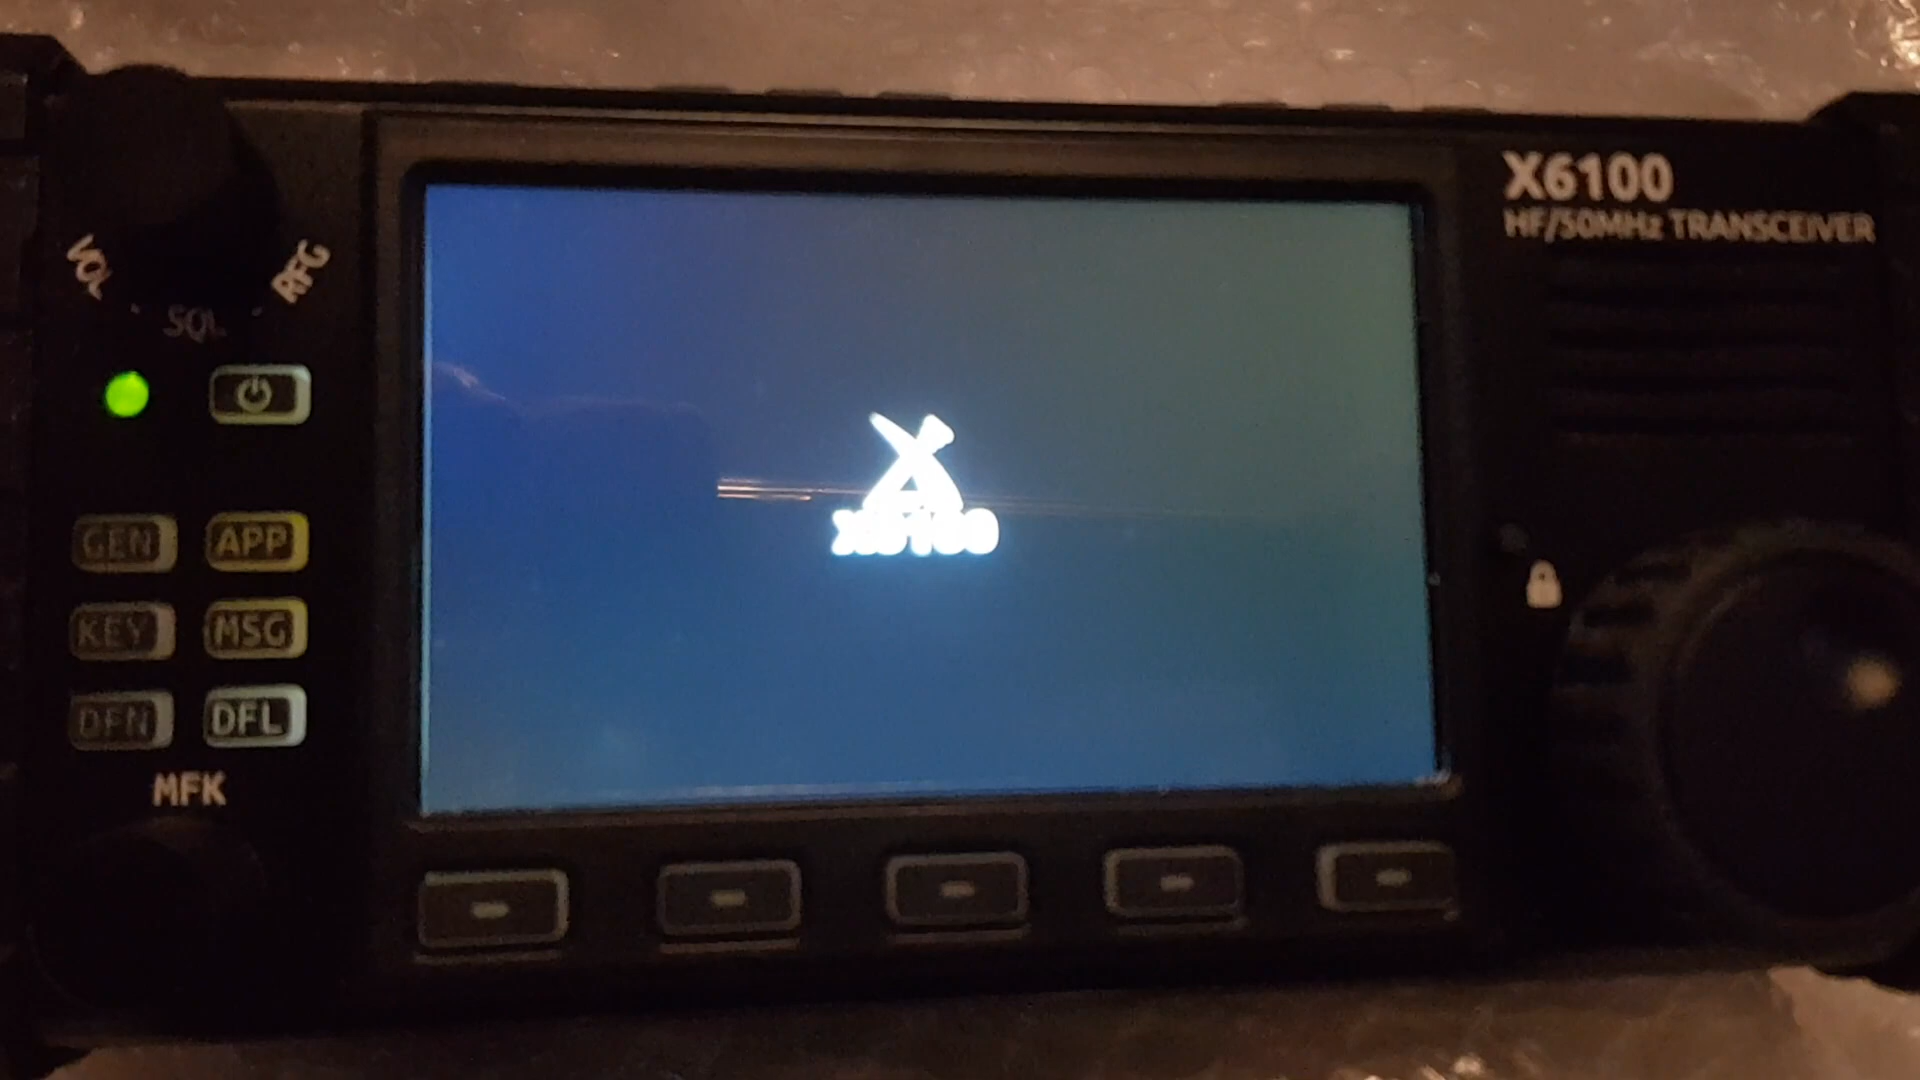 X6100
HF/50MHz TRANSCEIVER
VOL
SQL
RFG
GEN
APP
KEY
MSG
DFN
DFL
MFK
X6100